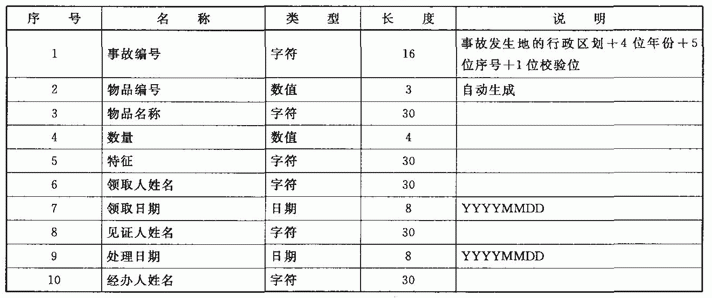 序 号 名 称 类 型 长 度 说 明
1 事故编号 字符 16 事故发生地的行政区划＋4 位年份＋5
位序号＋1 位校验位
2 物品编号 数值 3 自动生成
3 物品名称 字符 30
4 数量 数值 4
5 特征 字符 30
6 领取人姓名 字符 30
7 领取日期 日期 8 YYYYMMDD
8 见证人姓名 字符 30
9 处理日期 日期 8 YYYYMMDD
10 经办人姓名 字符 30